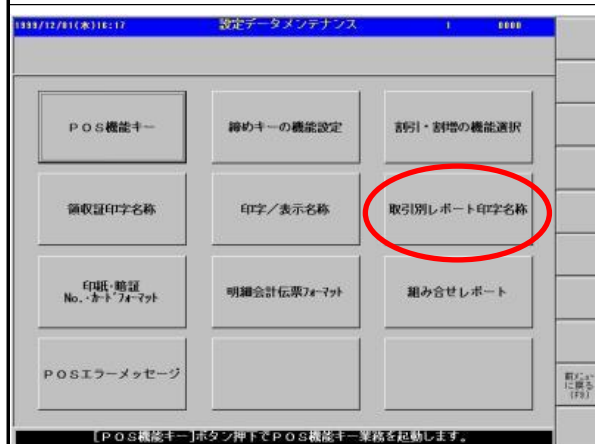 1999/12/01(水)16:17 設定データメンテナンス 1 0000
POS機能キー
締めキーの機能設定
割引・割増の機能選択
領収証印字名称
印字/表示名称
取引別レポート印字名称
印紙・暗証
No.・カード フォーマット
明細会計伝票フォーマット
組み合せレポート
POSエラーメッセージ
前メニュー
に戻る
(F9)
[POS機能キー]ボタン押下でPOS機能キー業務を起動します。